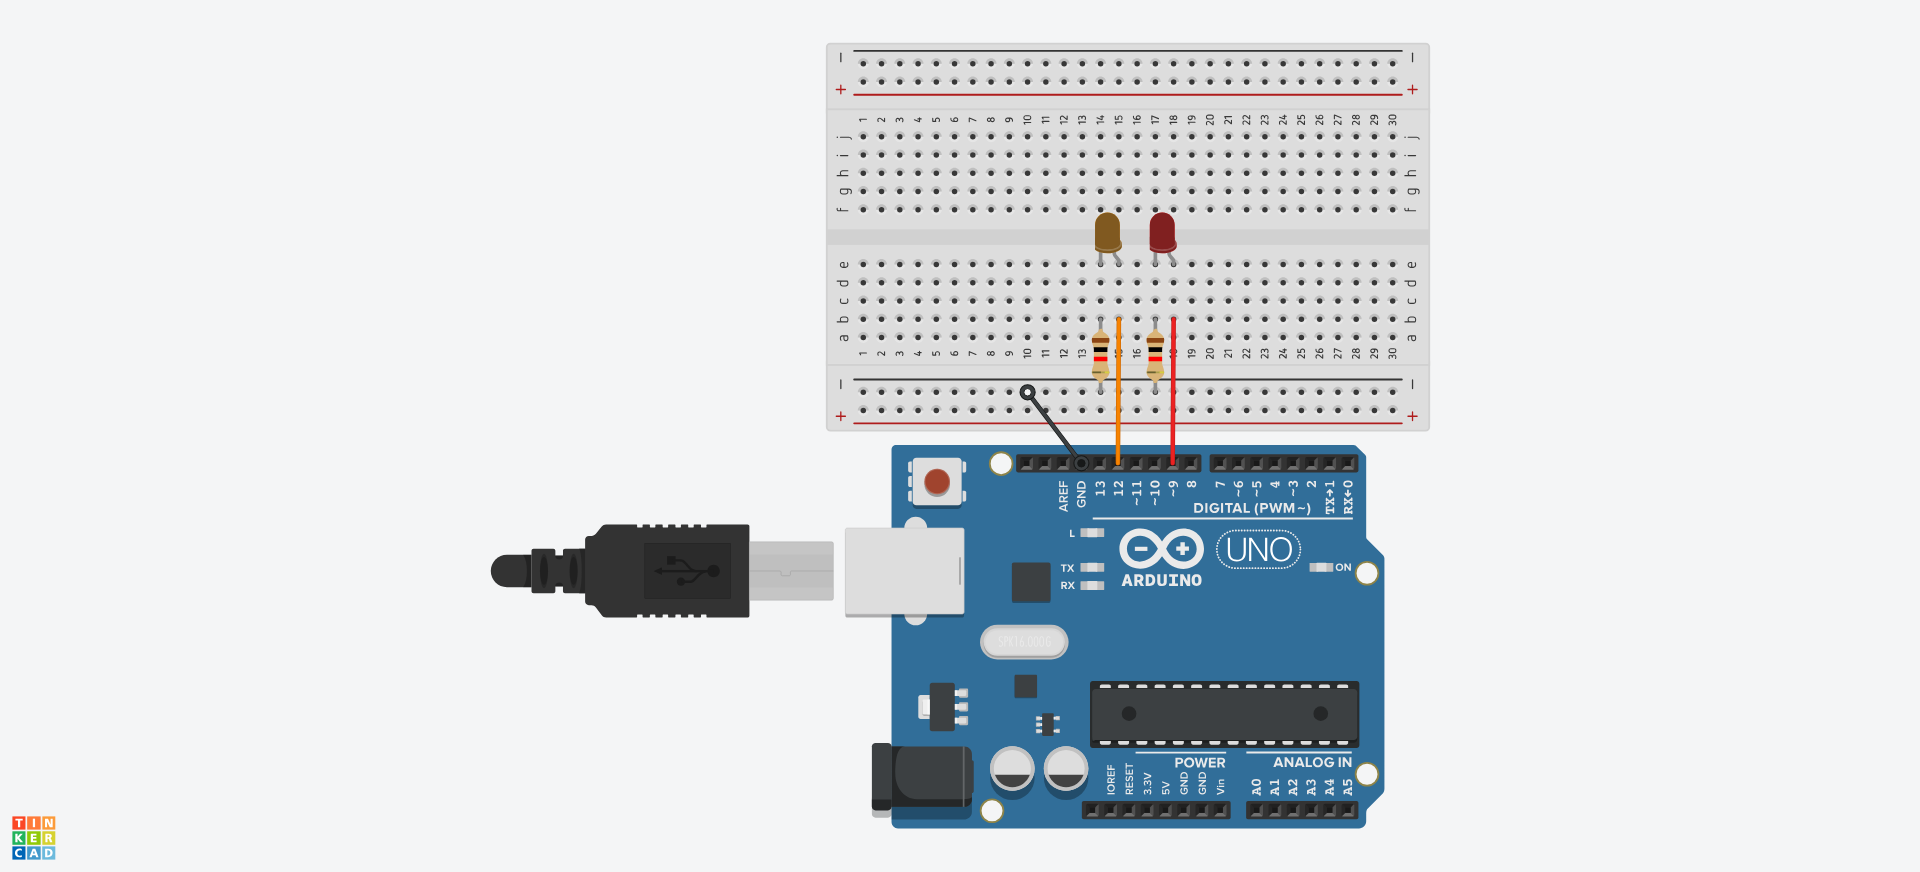 − −
+ +
1 2 3 4 5 6 7 8 9 10 11 12 13 14 15 16 17 18 19 20 21 22 23 24 25 26 27 28 29 30
j j
i i
h h
g g
f f
e e
d d
c c
b b
a a
1 2 3 4 5 6 7 8 9 10 11 12 13 16 19 20 21 22 23 24 25 26 27 28 29 30
− −
+ +
AREF GND 13 12 ~11 ~10 ~9 8 7 ~6 ~5 4 ~3 2 TX→1 RX←0
DIGITAL (PWM~)
L
UNO
TX ON
RX ARDUINO
SPK16.000G
POWER ANALOG IN
IOREF RESET 3.3V 5V GND GND Vin A0 A1 A2 A3 A4 A5
TIN
KER
CAD